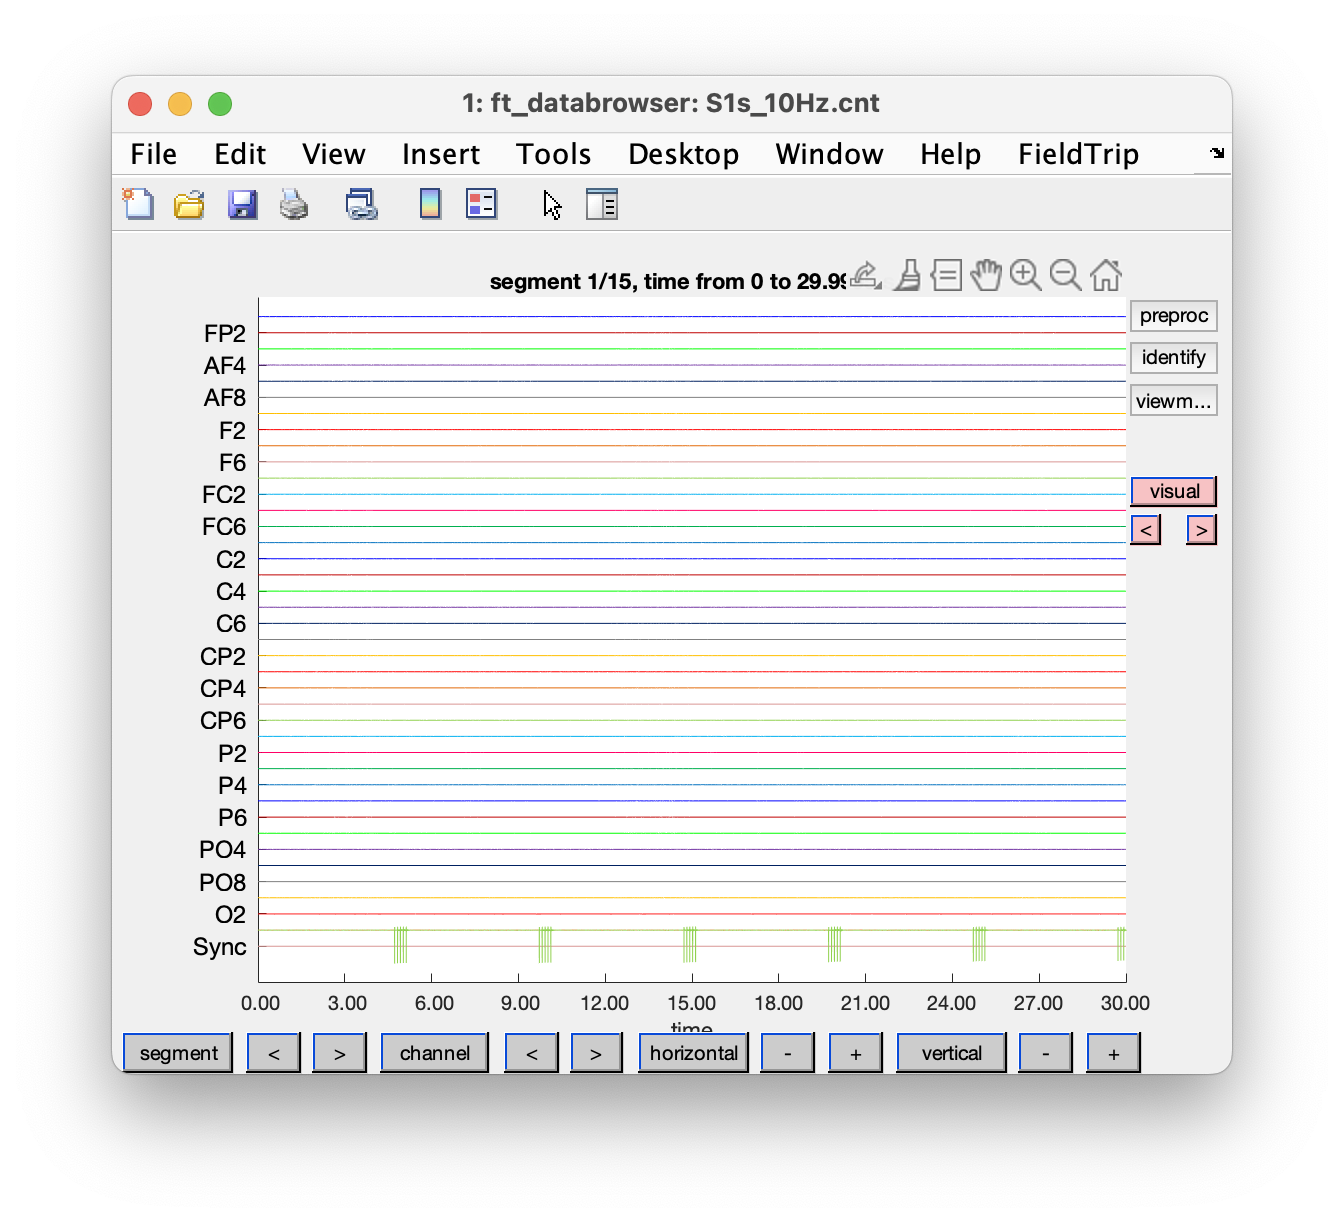 1: ft_databrowser: S1s_10Hz.cnt
File Edit View Insert Tools Desktop Window Help FieldTrip
segment 1/15, time from 0 to 29.99
preproc
identify
viewm...
visual
< >
FP2
AF4
AF8
F2
F6
FC2
FC6
C2
C4
C6
CP2
CP4
CP6
P2
P4
P6
PO4
PO8
O2
Sync
0.00 3.00 6.00 9.00 12.00 15.00 18.00 21.00 24.00 27.00 30.00
time
segment < > channel < > horizontal - + vertical - +